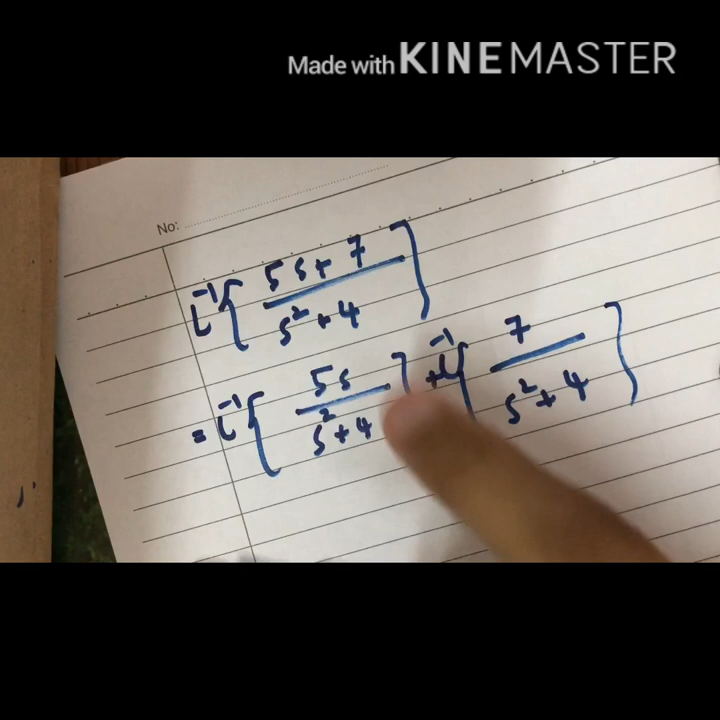 Made with KINEMASTER
No:
L⁻¹{ (5s + 7) / (s² + 4) }
= L⁻¹{ 5s / (s² + 4) } + L⁻¹{ 7 / (s² + 4) }